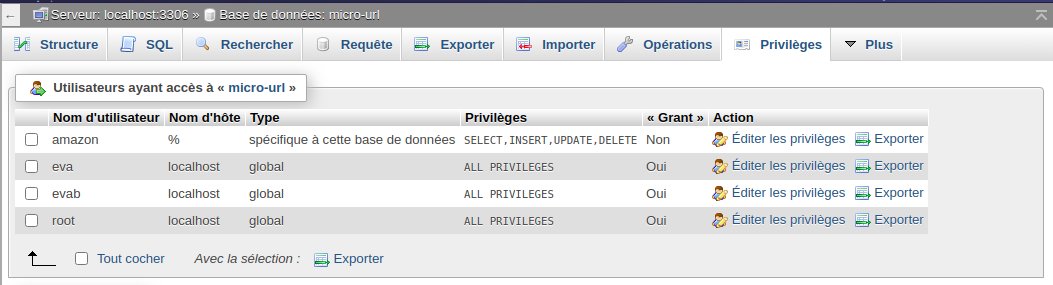 Serveur: localhost:3306 » Base de données: micro-url
Structure SQL Rechercher Requête Exporter Importer Opérations Privilèges Plus
Utilisateurs ayant accès à « micro-url »
Nom d'utilisateur Nom d'hôte Type Privilèges « Grant » Action
amazon % spécifique à cette base de données SELECT,INSERT,UPDATE,DELETE Non Éditer les privilèges Exporter
eva localhost global ALL PRIVILEGES Oui Éditer les privilèges Exporter
evab localhost global ALL PRIVILEGES Oui Éditer les privilèges Exporter
root localhost global ALL PRIVILEGES Oui Éditer les privilèges Exporter
Tout cocher Avec la sélection : Exporter